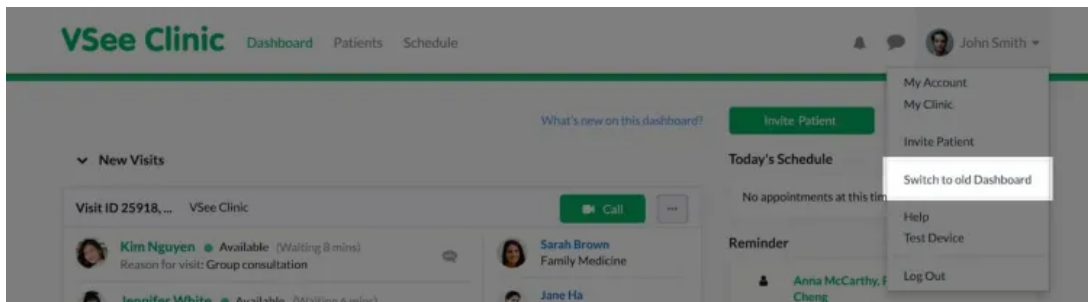 VSee Clinic Dashboard Patients Schedule John Smith
My Account
My Clinic
What's new on this dashboard? Invite Patient
Invite Patient
New Visits Today's Schedule
Switch to old Dashboard
Visit ID 25918, ... VSee Clinic Call ...
No appointments at this
Help
Kim Nguyen Available (Waiting 8 mins) Sarah Brown
Test Device
Reason for visit: Group consultation Family Medicine
Reminder
Log Out
Jennifer White Available (Waiting 6 mins) Jane Ha
Anna McCarthy,
Cheng